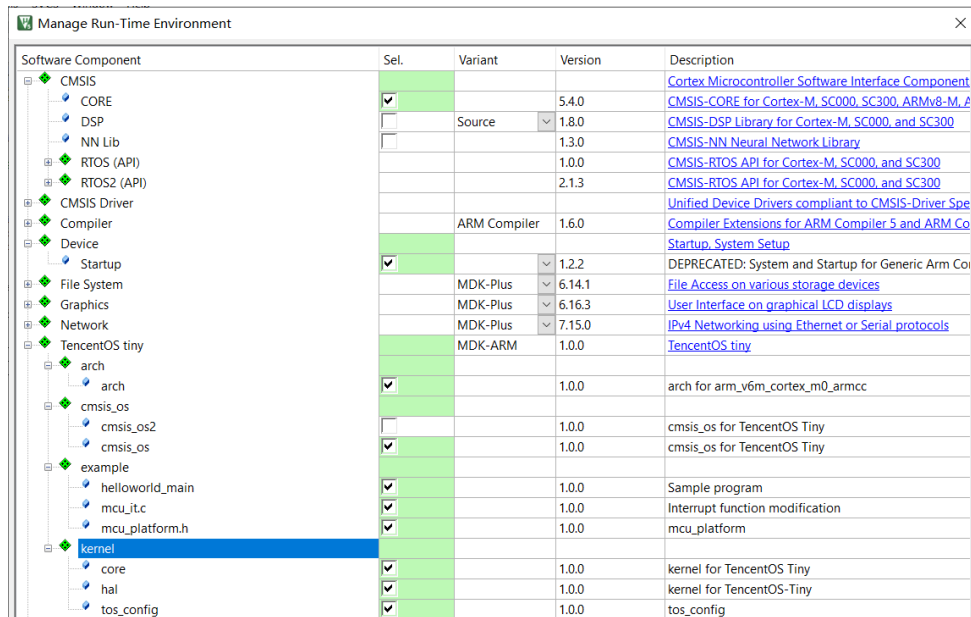 Manage Run-Time Environment
Software Component Sel. Variant Version Description
CMSIS Cortex Microcontroller Software Interface Component
CORE 5.4.0 CMSIS-CORE for Cortex-M, SC000, SC300, ARMv8-M, A
DSP Source 1.8.0 CMSIS-DSP Library for Cortex-M, SC000, and SC300
NN Lib 1.3.0 CMSIS-NN Neural Network Library
RTOS (API) 1.0.0 CMSIS-RTOS API for Cortex-M, SC000, and SC300
RTOS2 (API) 2.1.3 CMSIS-RTOS API for Cortex-M, SC000, and SC300
CMSIS Driver Unified Device Drivers compliant to CMSIS-Driver Spe
Compiler ARM Compiler 1.6.0 Compiler Extensions for ARM Compiler 5 and ARM Co
Device Startup, System Setup
Startup 1.2.2 DEPRECATED: System and Startup for Generic Arm Cor
File System MDK-Plus 6.14.1 File Access on various storage devices
Graphics MDK-Plus 6.16.3 User Interface on graphical LCD displays
Network MDK-Plus 7.15.0 IPv4 Networking using Ethernet or Serial protocols
TencentOS tiny MDK-ARM 1.0.0 TencentOS tiny
arch
arch 1.0.0 arch for arm_v6m_cortex_m0_armcc
cmsis_os
cmsis_os2 1.0.0 cmsis_os for TencentOS Tiny
cmsis_os 1.0.0 cmsis_os for TencentOS Tiny
example
helloworld_main 1.0.0 Sample program
mcu_it.c 1.0.0 Interrupt function modification
mcu_platform.h 1.0.0 mcu_platform
kernel
core 1.0.0 kernel for TencentOS Tiny
hal 1.0.0 kernel for TencentOS-Tiny
tos_config 1.0.0 tos_config